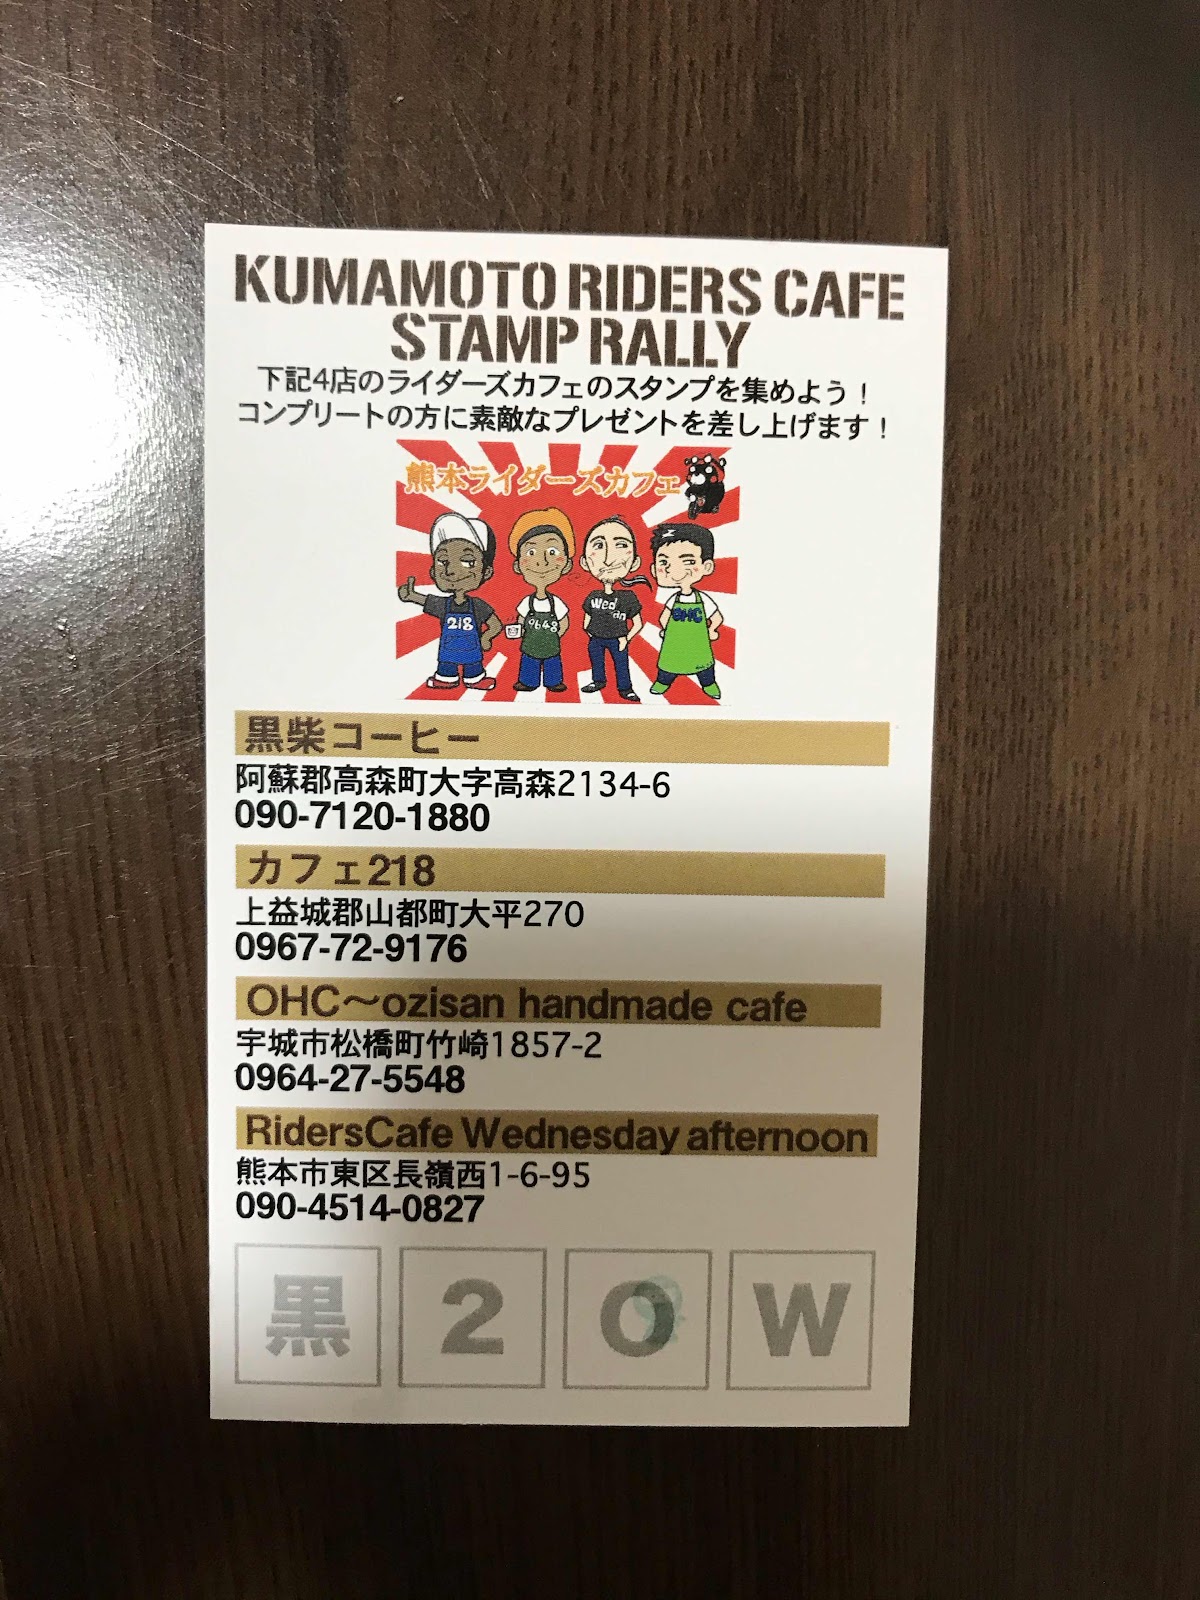 KUMAMOTO RIDERS CAFE
STAMP RALLY
下記4店のライダーズカフェのスタンプを集めよう！
コンプリートの方に素敵なプレゼントを差し上げます！
熊本ライダーズカフェ
218
9648
Wed
an
OHC
黒柴コーヒー
阿蘇郡高森町大字高森2134-6
090-7120-1880
カフェ218
上益城郡山都町大平270
0967-72-9176
OHC～ozisan handmade cafe
宇城市松橋町竹崎1857-2
0964-27-5548
RidersCafe Wednesday afternoon
熊本市東区長嶺西1-6-95
090-4514-0827
黒 2 O W